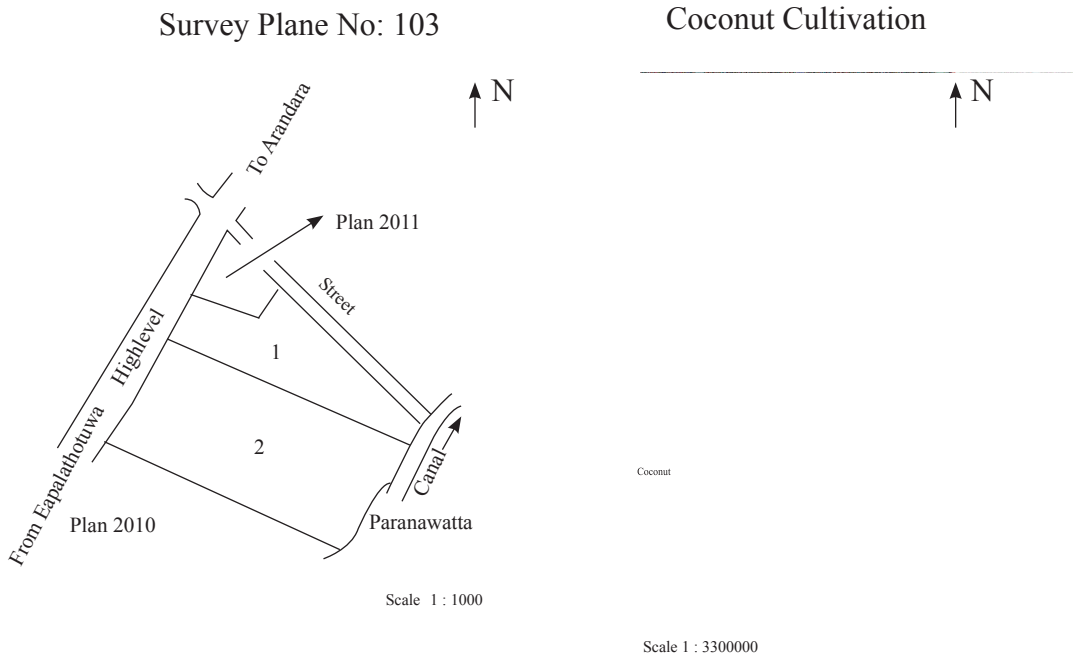 Survey Plane No: 103
N
To Arandara
Plan 2011
Street
Highlevel
1
2
Canal
From Eapalathotuwa
Plan 2010
Paranawatta
Scale 1 : 1000
Coconut Cultivation
N
Coconut
Scale 1 : 3300000